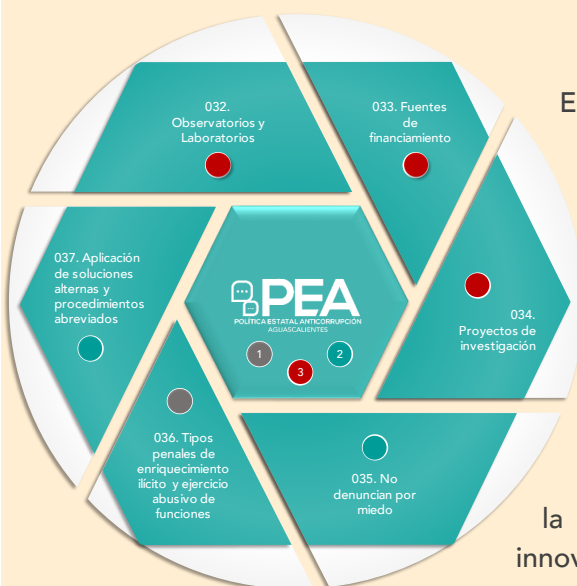 032.
Observatorios y
Laboratorios
033. Fuentes
de
financiamiento
E
037. Aplicación
de soluciones
alternas y
procedimientos
abreviados
PEA
POLÍTICA ESTATAL ANTICORRUPCIÓN
AGUASCALIENTES
1
2
3
034.
Proyectos de
investigación
036. Tipos
penales de
enriquecimiento
ilícito y ejercicio
abusivo de
funciones
035. No
denuncian por
miedo
la
innov